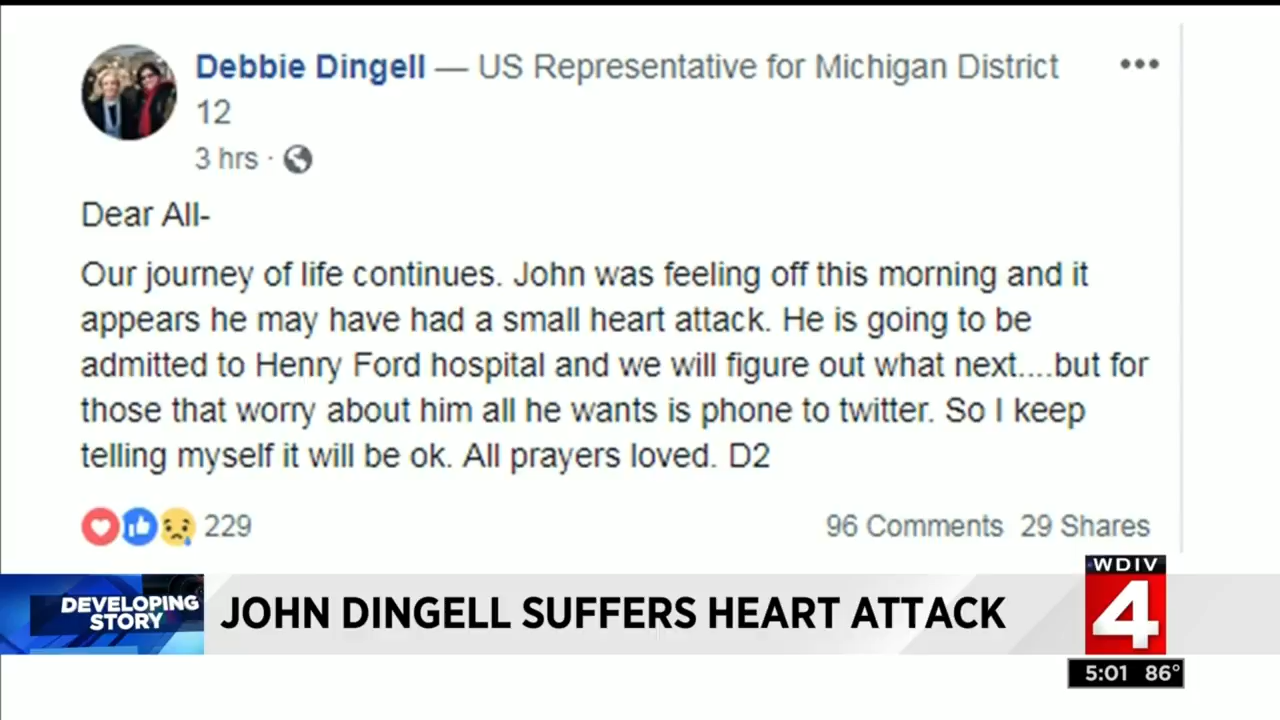 Debbie Dingell — US Representative for Michigan District
12
3 hrs ·
Dear All-
Our journey of life continues. John was feeling off this morning and it
appears he may have had a small heart attack. He is going to be
admitted to Henry Ford hospital and we will figure out what next....but for
those that worry about him all he wants is phone to twitter. So I keep
telling myself it will be ok. All prayers loved. D2
229
96 Comments 29 Shares
DEVELOPING
STORY
JOHN DINGELL SUFFERS HEART ATTACK
WDIV
4
5:01 86°